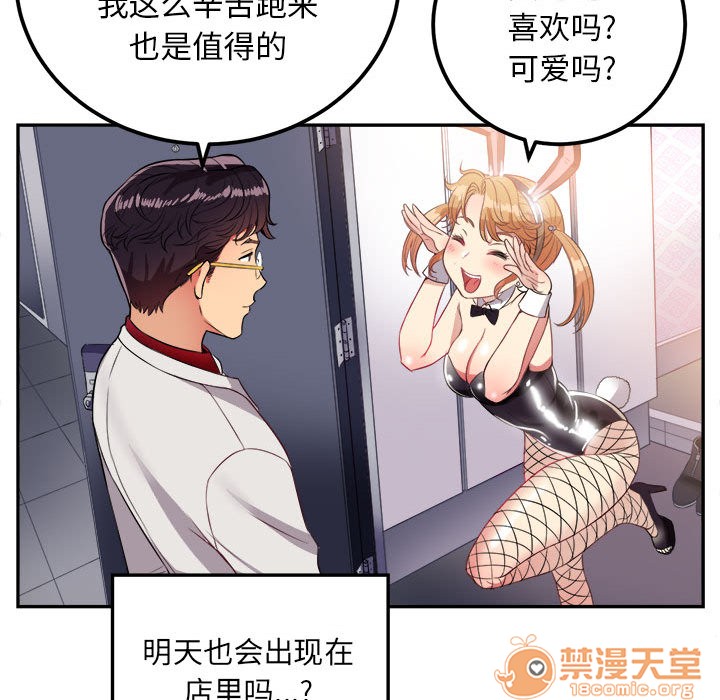 我这么辛苦跑来
也是值得的
喜欢吗?
可爱吗?
明天也会出现在
店里吗...?
禁漫天堂
18comic.org